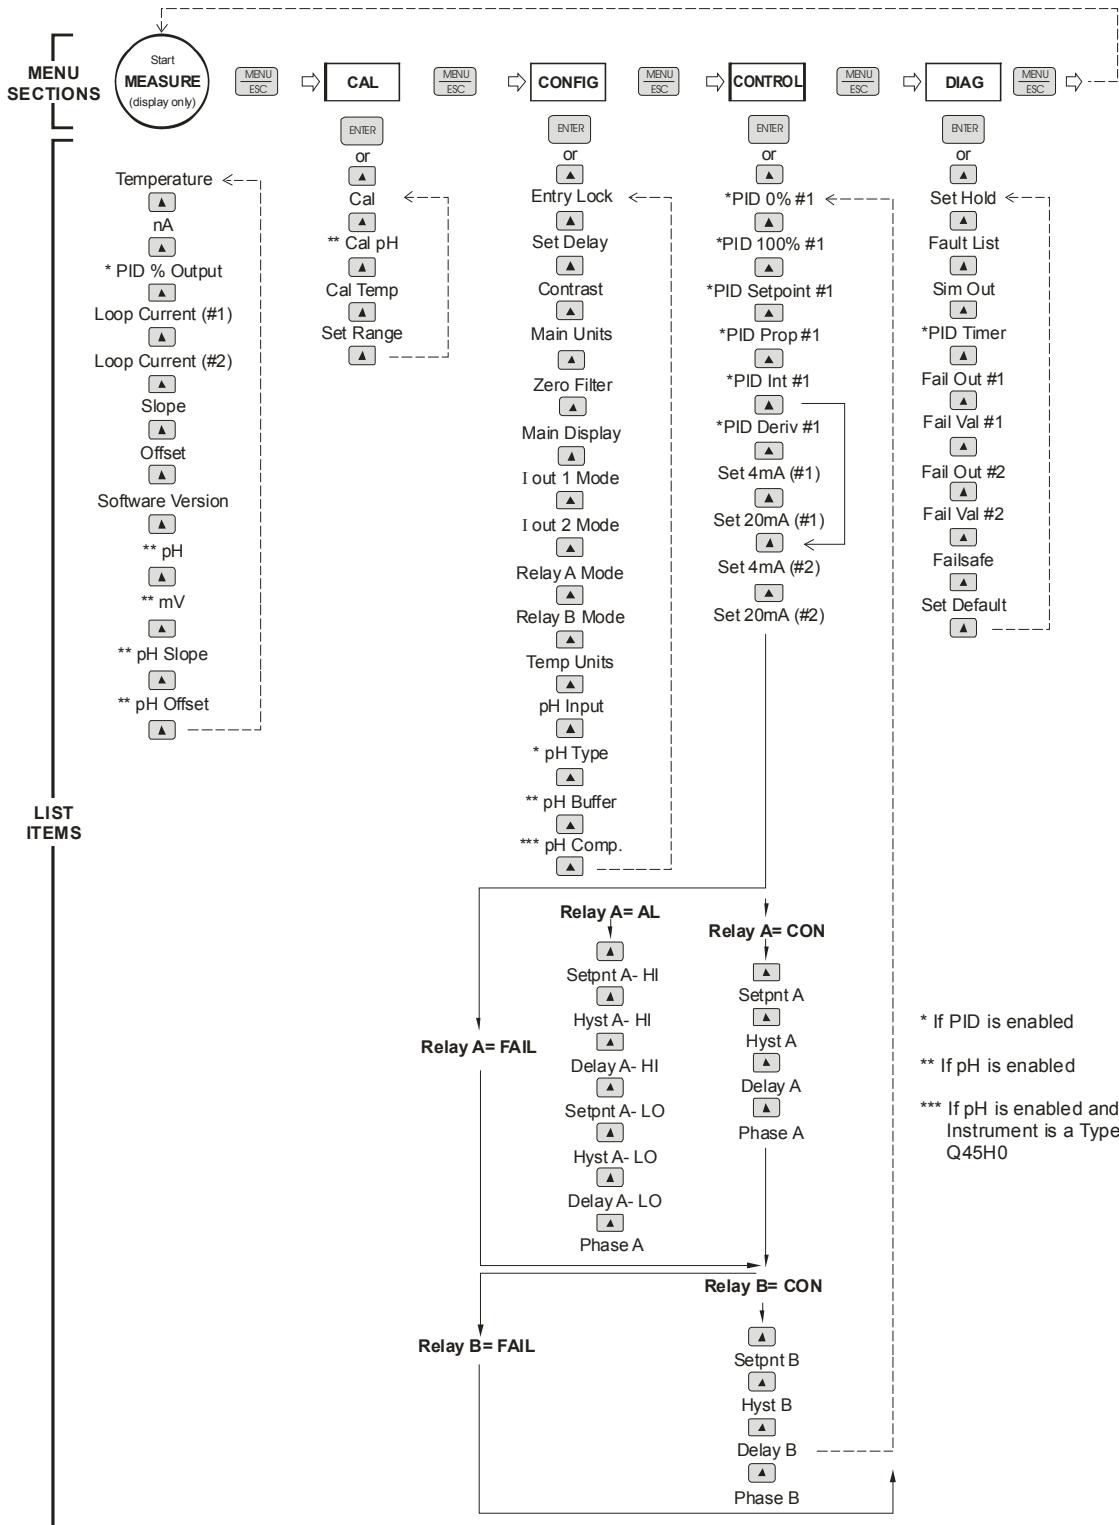 MENU
SECTIONS
Start
MEASURE
(display only)
MENU
ESC
CAL
MENU
ESC
CONFIG
MENU
ESC
CONTROL
MENU
ESC
DIAG
MENU
ESC
LIST
ITEMS
Temperature
nA
* PID % Output
Loop Current (#1)
Loop Current (#2)
Slope
Offset
Software Version
** pH
** mV
** pH Slope
** pH Offset
ENTER
or
Cal
** Cal pH
Cal Temp
Set Range
ENTER
or
Entry Lock
Set Delay
Contrast
Main Units
Zero Filter
Main Display
I out 1 Mode
I out 2 Mode
Relay A Mode
Relay B Mode
Temp Units
pH Input
* pH Type
** pH Buffer
*** pH Comp.
ENTER
or
*PID 0% #1
*PID 100% #1
*PID Setpoint #1
*PID Prop #1
*PID Int #1
*PID Deriv #1
Set 4mA (#1)
Set 20mA (#1)
Set 4mA (#2)
Set 20mA (#2)
ENTER
or
Set Hold
Fault List
Sim Out
*PID Timer
Fail Out #1
Fail Val #1
Fail Out #2
Fail Val #2
Failsafe
Set Default
Relay A= FAIL
Relay A= AL
Setpnt A- HI
Hyst A- HI
Delay A- HI
Setpnt A- LO
Hyst A- LO
Delay A- LO
Phase A
Relay A= CON
Setpnt A
Hyst A
Delay A
Phase A
Relay B= FAIL
Relay B= CON
Setpnt B
Hyst B
Delay B
Phase B
* If PID is enabled
** If pH is enabled
*** If pH is enabled and
Instrument is a Type
Q45H0